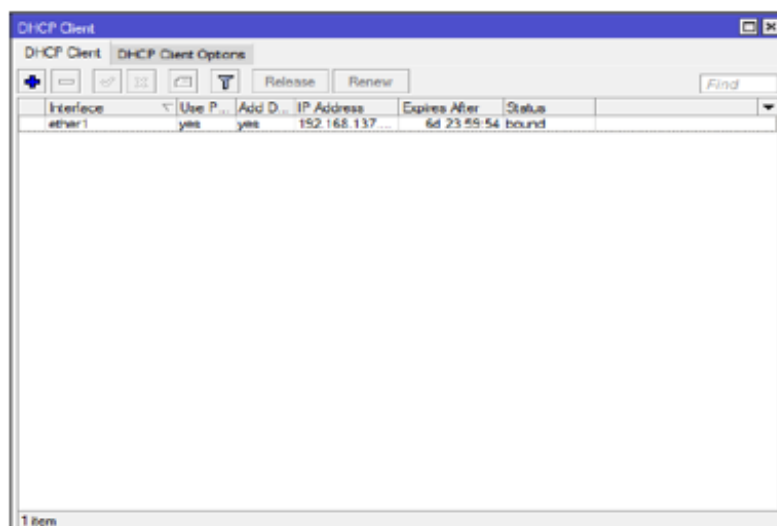 DHCP Client
DHCP Client DHCP Client Options
Release Renew Find
Interface Use P... Add D... IP Address Expires After Status
ether1 yes yes 192.168.137.... 6d 23:59:54 bound
1 item